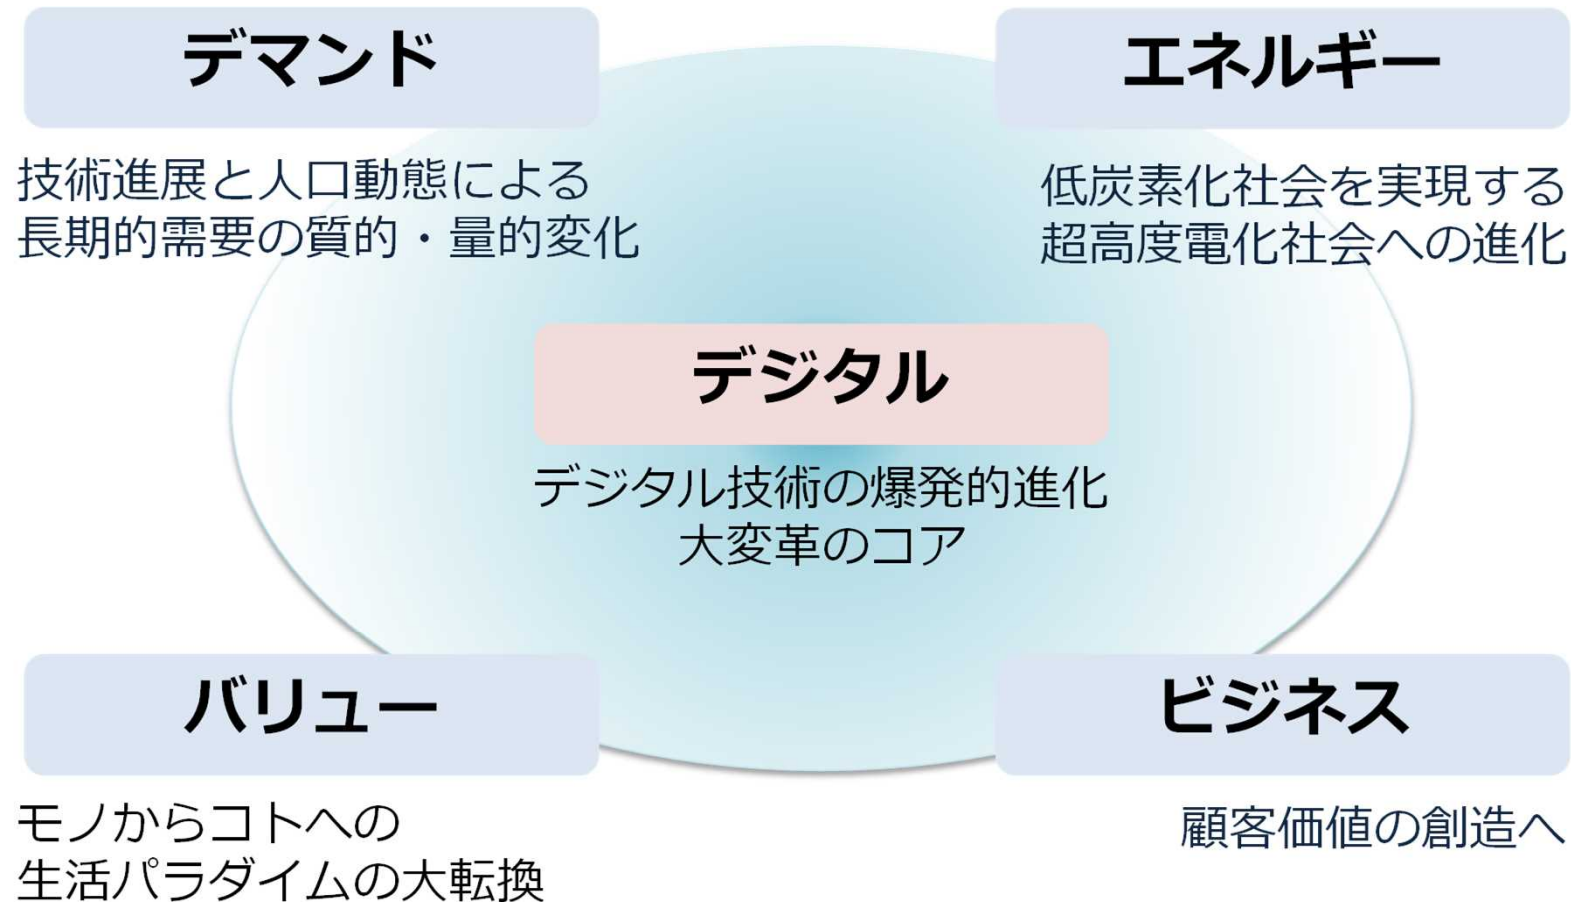 デマンド
技術進展と人口動態による
長期的需要の質的・量的変化
エネルギー
低炭素化社会を実現する
超高度電化社会への進化
デジタル
デジタル技術の爆発的進化
大変革のコア
バリュー
モノからコトへの
生活パラダイムの大転換
ビジネス
顧客価値の創造へ